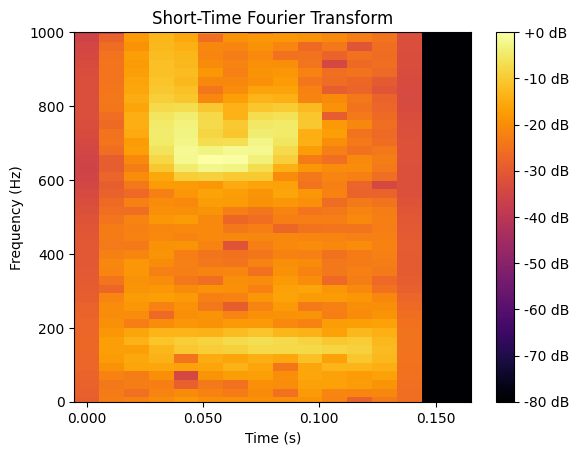 Short-Time Fourier Transform
Frequency (Hz)
1000
800
600
400
200
0
0.000
0.050
0.100
0.150
Time (s)
+0 dB
-10 dB
-20 dB
-30 dB
-40 dB
-50 dB
-60 dB
-70 dB
-80 dB